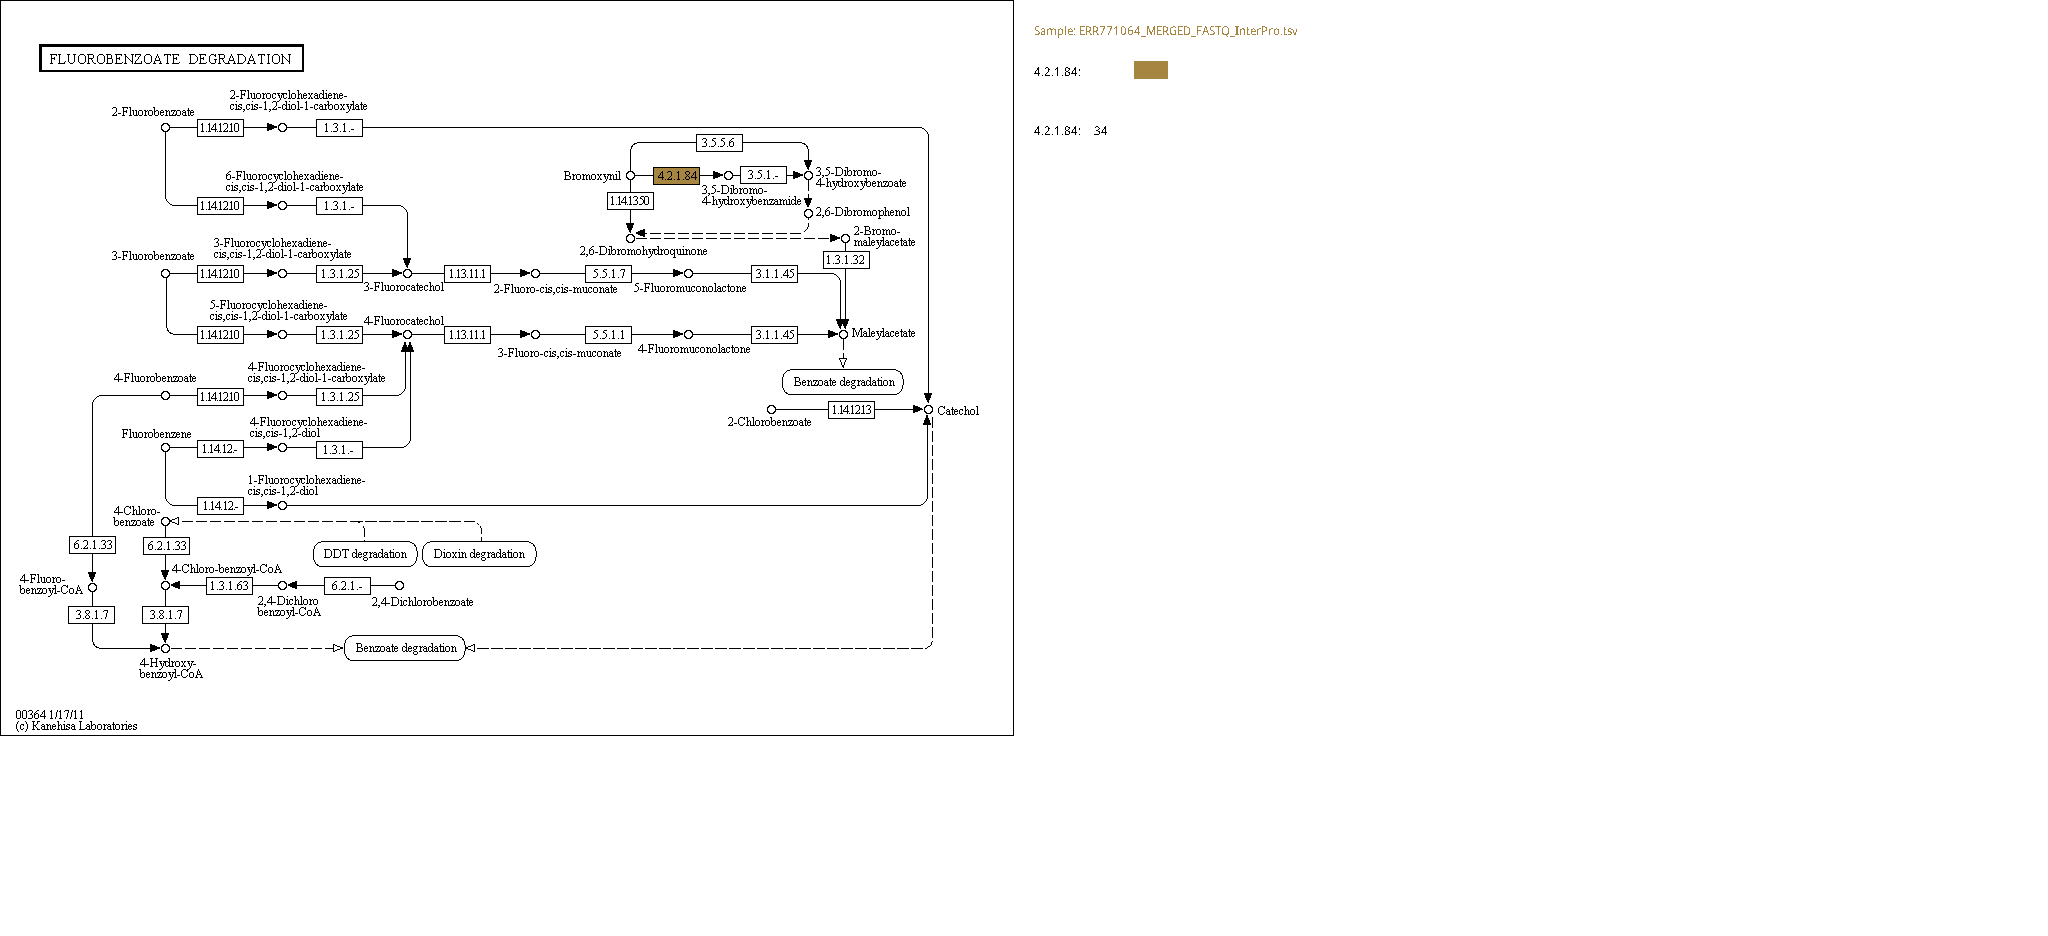 FLUOROBENZOATE DEGRADATION
Sample: ERR771064_MERGED_FASTQ_InterPro.tsv
4.2.1.84:
4.2.1.84: 34
2-Fluorobenzoate
2-Fluorocyclohexadiene-
cis,cis-1,2-diol-1-carboxylate
1.14.12.10
1.3.1.-
6-Fluorocyclohexadiene-
cis,cis-1,2-diol-1-carboxylate
1.14.12.10
1.3.1.-
3.5.5.6
Bromoxynil
4.2.1.84
3.5.1.-
3,5-Dibromo-
4-hydroxybenzoate
3,5-Dibromo-
4-hydroxybenzamide
1.14.13.50
2,6-Dibromophenol
2,6-Dibromohydroquinone
2-Bromo-
maleylacetate
1.3.1.32
3-Fluorobenzoate
3-Fluorocyclohexadiene-
cis,cis-1,2-diol-1-carboxylate
1.14.12.10
1.3.1.25
3-Fluorocatechol
1.13.11.1
2-Fluoro-cis,cis-muconate
5.5.1.7
5-Fluoromuconolactone
3.1.1.45
5-Fluorocyclohexadiene-
cis,cis-1,2-diol-1-carboxylate
1.14.12.10
1.3.1.25
4-Fluorocatechol
1.13.11.1
3-Fluoro-cis,cis-muconate
5.5.1.1
4-Fluoromuconolactone
3.1.1.45
Maleylacetate
Benzoate degradation
4-Fluorobenzoate
4-Fluorocyclohexadiene-
cis,cis-1,2-diol-1-carboxylate
1.14.12.10
1.3.1.25
2-Chlorobenzoate
1.14.12.13
Catechol
Fluorobenzene
4-Fluorocyclohexadiene-
cis,cis-1,2-diol
1.14.12.-
1.3.1.-
1-Fluorocyclohexadiene-
cis,cis-1,2-diol
1.14.12.-
4-Chloro-
benzoate
6.2.1.33
6.2.1.33
DDT degradation
Dioxin degradation
4-Fluoro-
benzoyl-CoA
4-Chloro-benzoyl-CoA
1.3.1.63
2,4-Dichloro
benzoyl-CoA
6.2.1.-
2,4-Dichlorobenzoate
3.8.1.7
3.8.1.7
4-Hydroxy-
benzoyl-CoA
Benzoate degradation
00364 1/17/11
(c) Kanehisa Laboratories